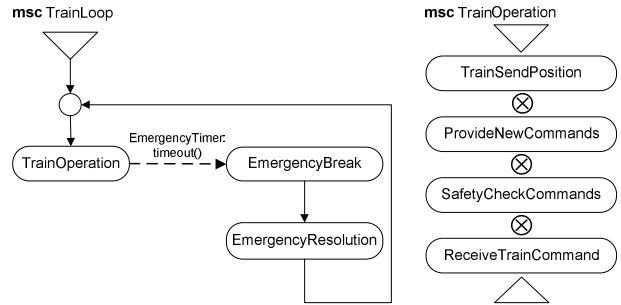 msc TrainLoop
TrainOperation
EmergencyTimer:
timeout()
EmergencyBreak
EmergencyResolution
msc TrainOperation
TrainSendPosition
ProvideNewCommands
SafetyCheckCommands
ReceiveTrainCommand